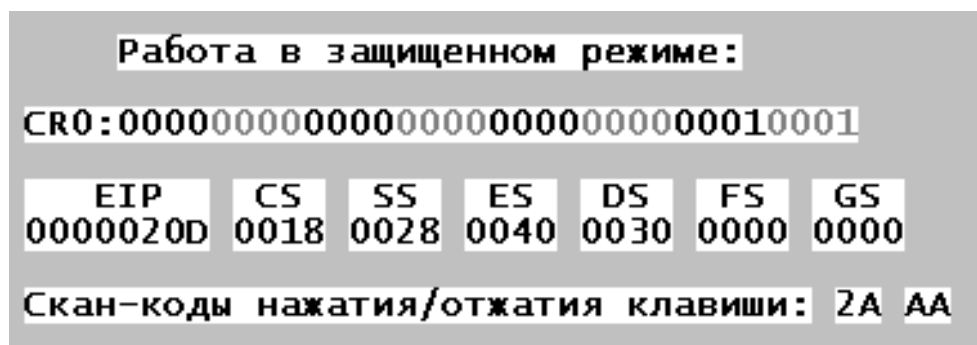 Работа в защищенном режиме:
CR0:00000000000000000000000000010001
EIP CS SS ES DS FS GS
0000020D 0018 0028 0040 0030 0000 0000
Скан-коды нажатия/отжатия клавиши: 2A AA